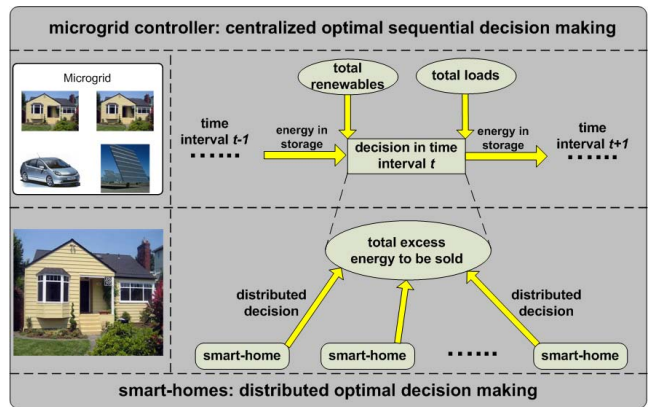 microgrid controller: centralized optimal sequential decision making
Microgrid
total
renewables
total loads
time
interval t-1
energy in
storage
decision in time
interval t
energy in
storage
time
interval t+1
total excess
energy to be sold
distributed
decision
distributed
decision
smart-home
smart-home
smart-home
smart-homes: distributed optimal decision making